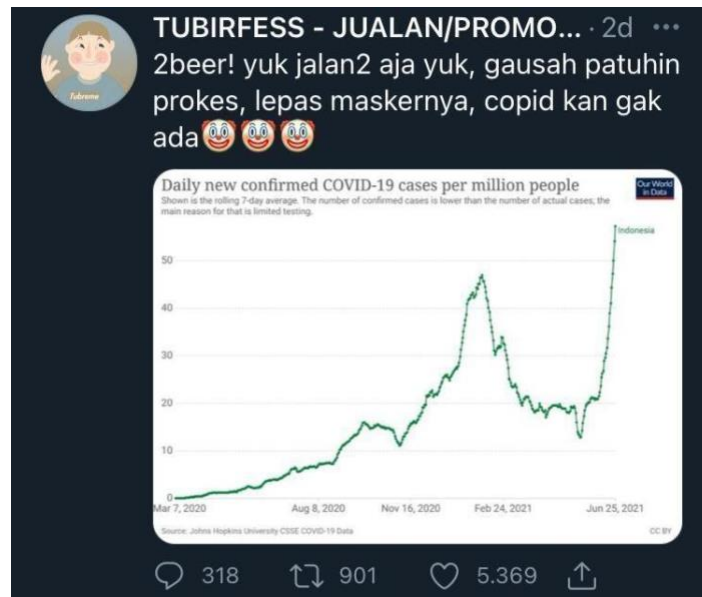 TUBIRFESS - JUALAN/PROMO... · 2d ...
2beer! yuk jalan2 aja yuk, gausah patuhin
prokes, lepas maskernya, copid kan gak
ada🤡🤡🤡
Tubreme
Daily new confirmed COVID-19 cases per million people
Our World
in Data
Shown is the rolling 7-day average. The number of confirmed cases is lower than the number of actual cases; the
main reason for that is limited testing.
Indonesia
50
40
30
20
10
0
Mar 7, 2020
Aug 8, 2020
Nov 16, 2020
Feb 24, 2021
Jun 25, 2021
Source: Johns Hopkins University CSSE COVID-19 Data
CC BY
318
901
5.369